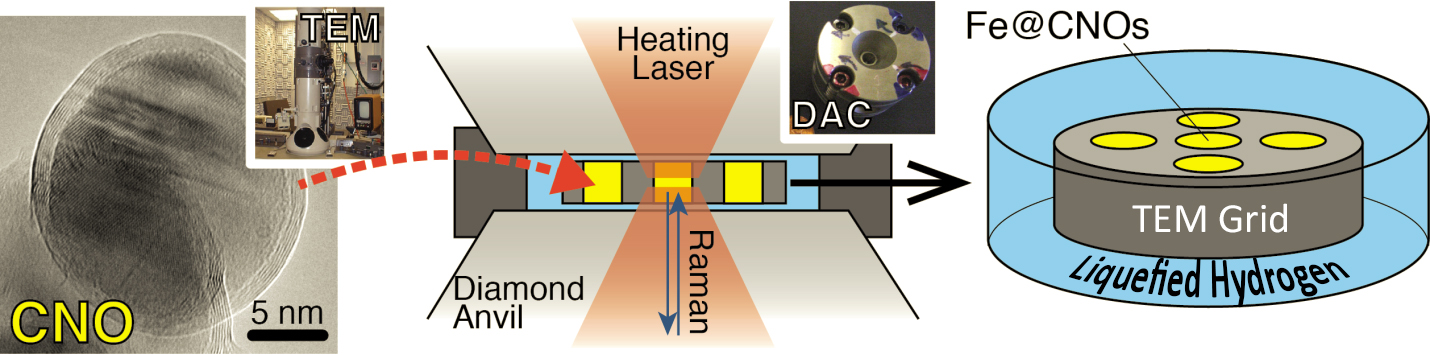 TEM
CNO
5 nm
Heating
Laser
DAC
Diamond
Anvil
Raman
Fe@CNOs
TEM Grid
Liquefied Hydrogen